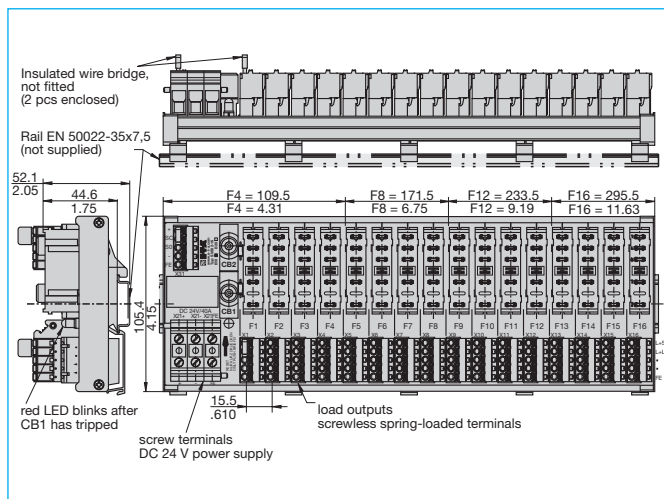 Insulated wire bridge,
not fitted
(2 pcs enclosed)
Rail EN 50022-35x7,5
(not supplied)
52.1
2.05
44.6
1.75
F4 = 109.5
F4 = 4.31
F8 = 171.5
F8 = 6.75
F12 = 233.5
F12 = 9.19
F16 = 295.5
F16 = 11.63
105.4
4.15
CB2
CB1
DC 24V/40A
F1 F2 F3 F4 F5 F6 F7 F8 F9 F10 F11 F12 F13 F14 F15 F16
PE
15.5
.610
red LED blinks after
CB1 has tripped
screw terminals
DC 24 V power supply
load outputs
screwless spring-loaded terminals